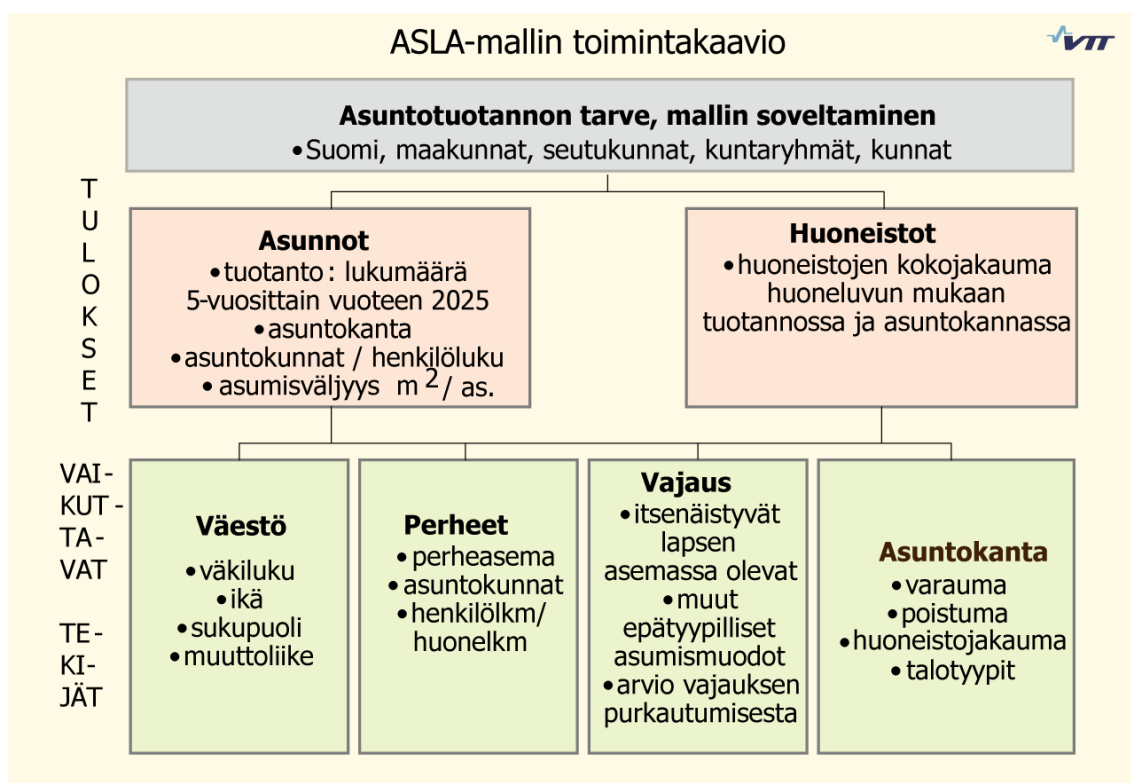 ASLA-mallin toimintakaavio
VTT
Asuntotuotannon tarve, mallin soveltaminen
•Suomi, maakunnat, seutukunnat, kuntaryhmät, kunnat
TULOKSET
Asunnot
•tuotanto: lukumäärä
5-vuosittain vuoteen 2025
•asuntokanta
•asuntokunnat / henkilöluku
•asumisväljyys m²/ as.
Huoneistot
•huoneistojen kokojakauma
huoneluvun mukaan
tuotannossa ja asuntokannassa
VAI-
KUT-
TA-
VAT
TE-
KI-
JÄT
Väestö
•väkiluku
•ikä
•sukupuoli
•muuttoliike
Perheet
•perheasema
•asuntokunnat
•henkilölkm/
huonelkm
Vajaus
•itsenäistyvät
lapsen
asemassa olevat
•muut
epätyypilliset
asumismuodot
•arvio vajauksen
purkautumisesta
Asuntokanta
•varauma
•poistuma
•huoneistojakauma
•talotyypit